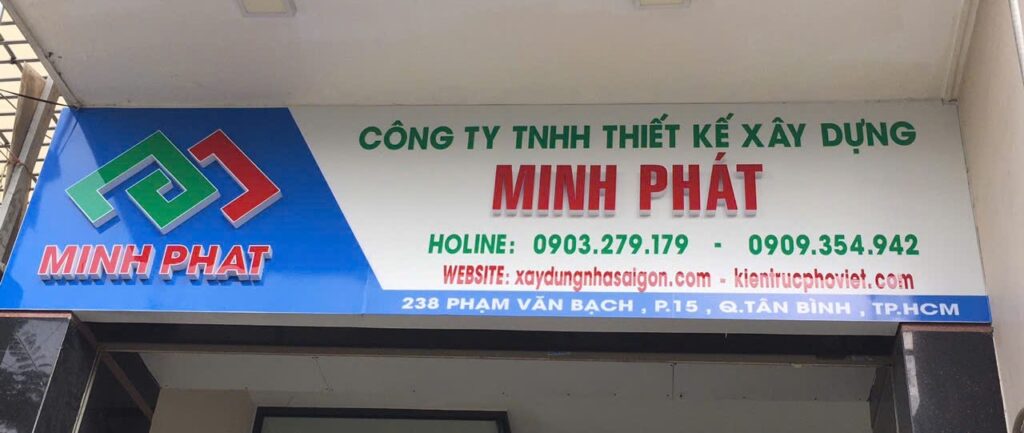 MINH PHAT
CÔNG TY TNHH THIẾT KẾ XÂY DỰNG
MINH PHÁT
HOLINE: 0903.279.179 - 0909.354.942
WEBSITE: xaydungnhasaigon.com - kientrucphoviet.com
238 PHẠM VĂN BẠCH , P.15 , Q.TÂN BÌNH , TP.HCM